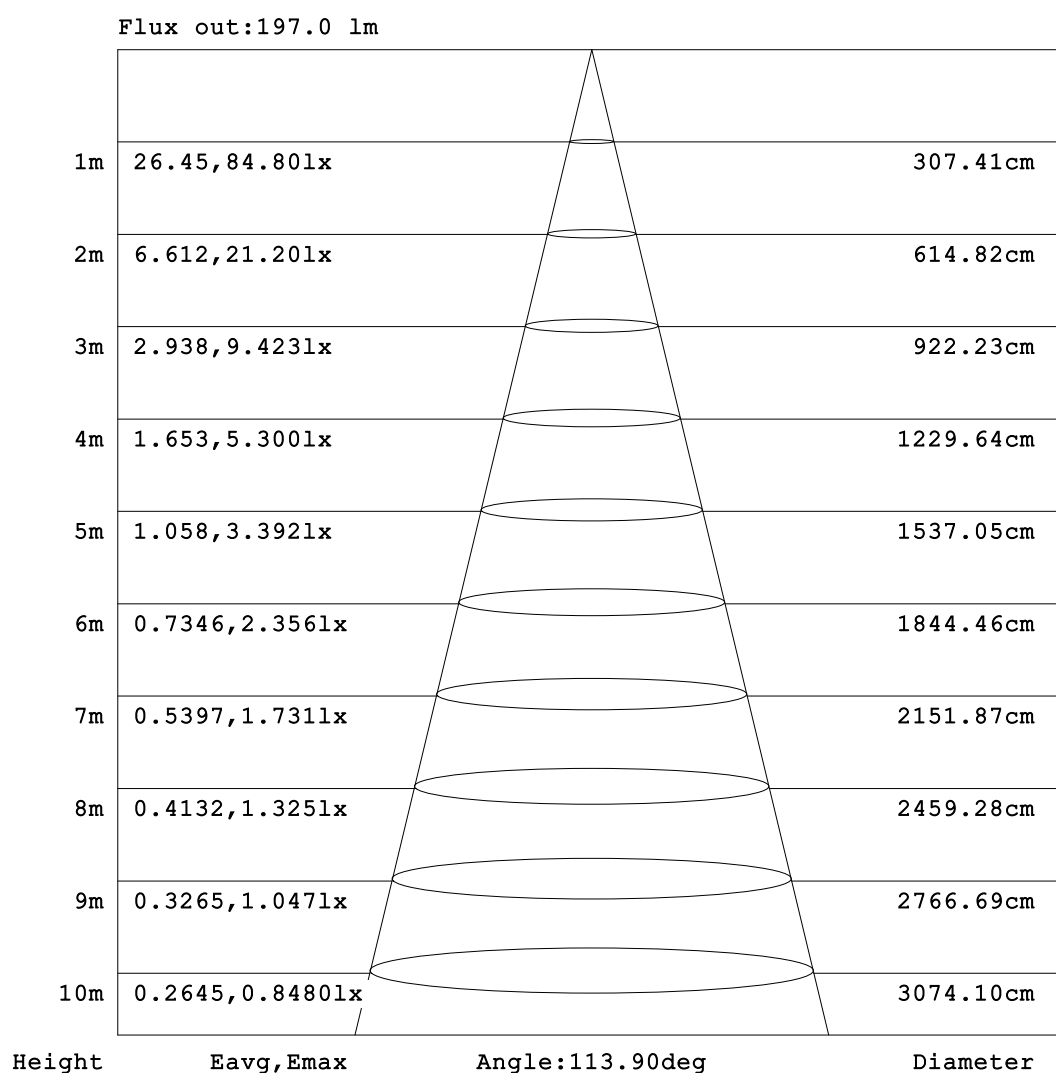 Flux out:197.0 lm
1m 26.45,84.80lx 307.41cm
2m 6.612,21.20lx 614.82cm
3m 2.938,9.423lx 922.23cm
4m 1.653,5.300lx 1229.64cm
5m 1.058,3.392lx 1537.05cm
6m 0.7346,2.356lx 1844.46cm
7m 0.5397,1.731lx 2151.87cm
8m 0.4132,1.325lx 2459.28cm
9m 0.3265,1.047lx 2766.69cm
10m 0.2645,0.8480lx 3074.10cm
Height Eavg,Emax Angle:113.90deg Diameter